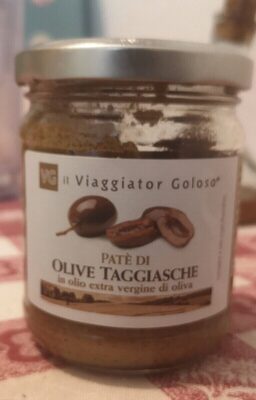 VG il Viaggiator Goloso®
PATÈ DI
OLIVE TAGGIASCHE
in olio extra vergine di oliva